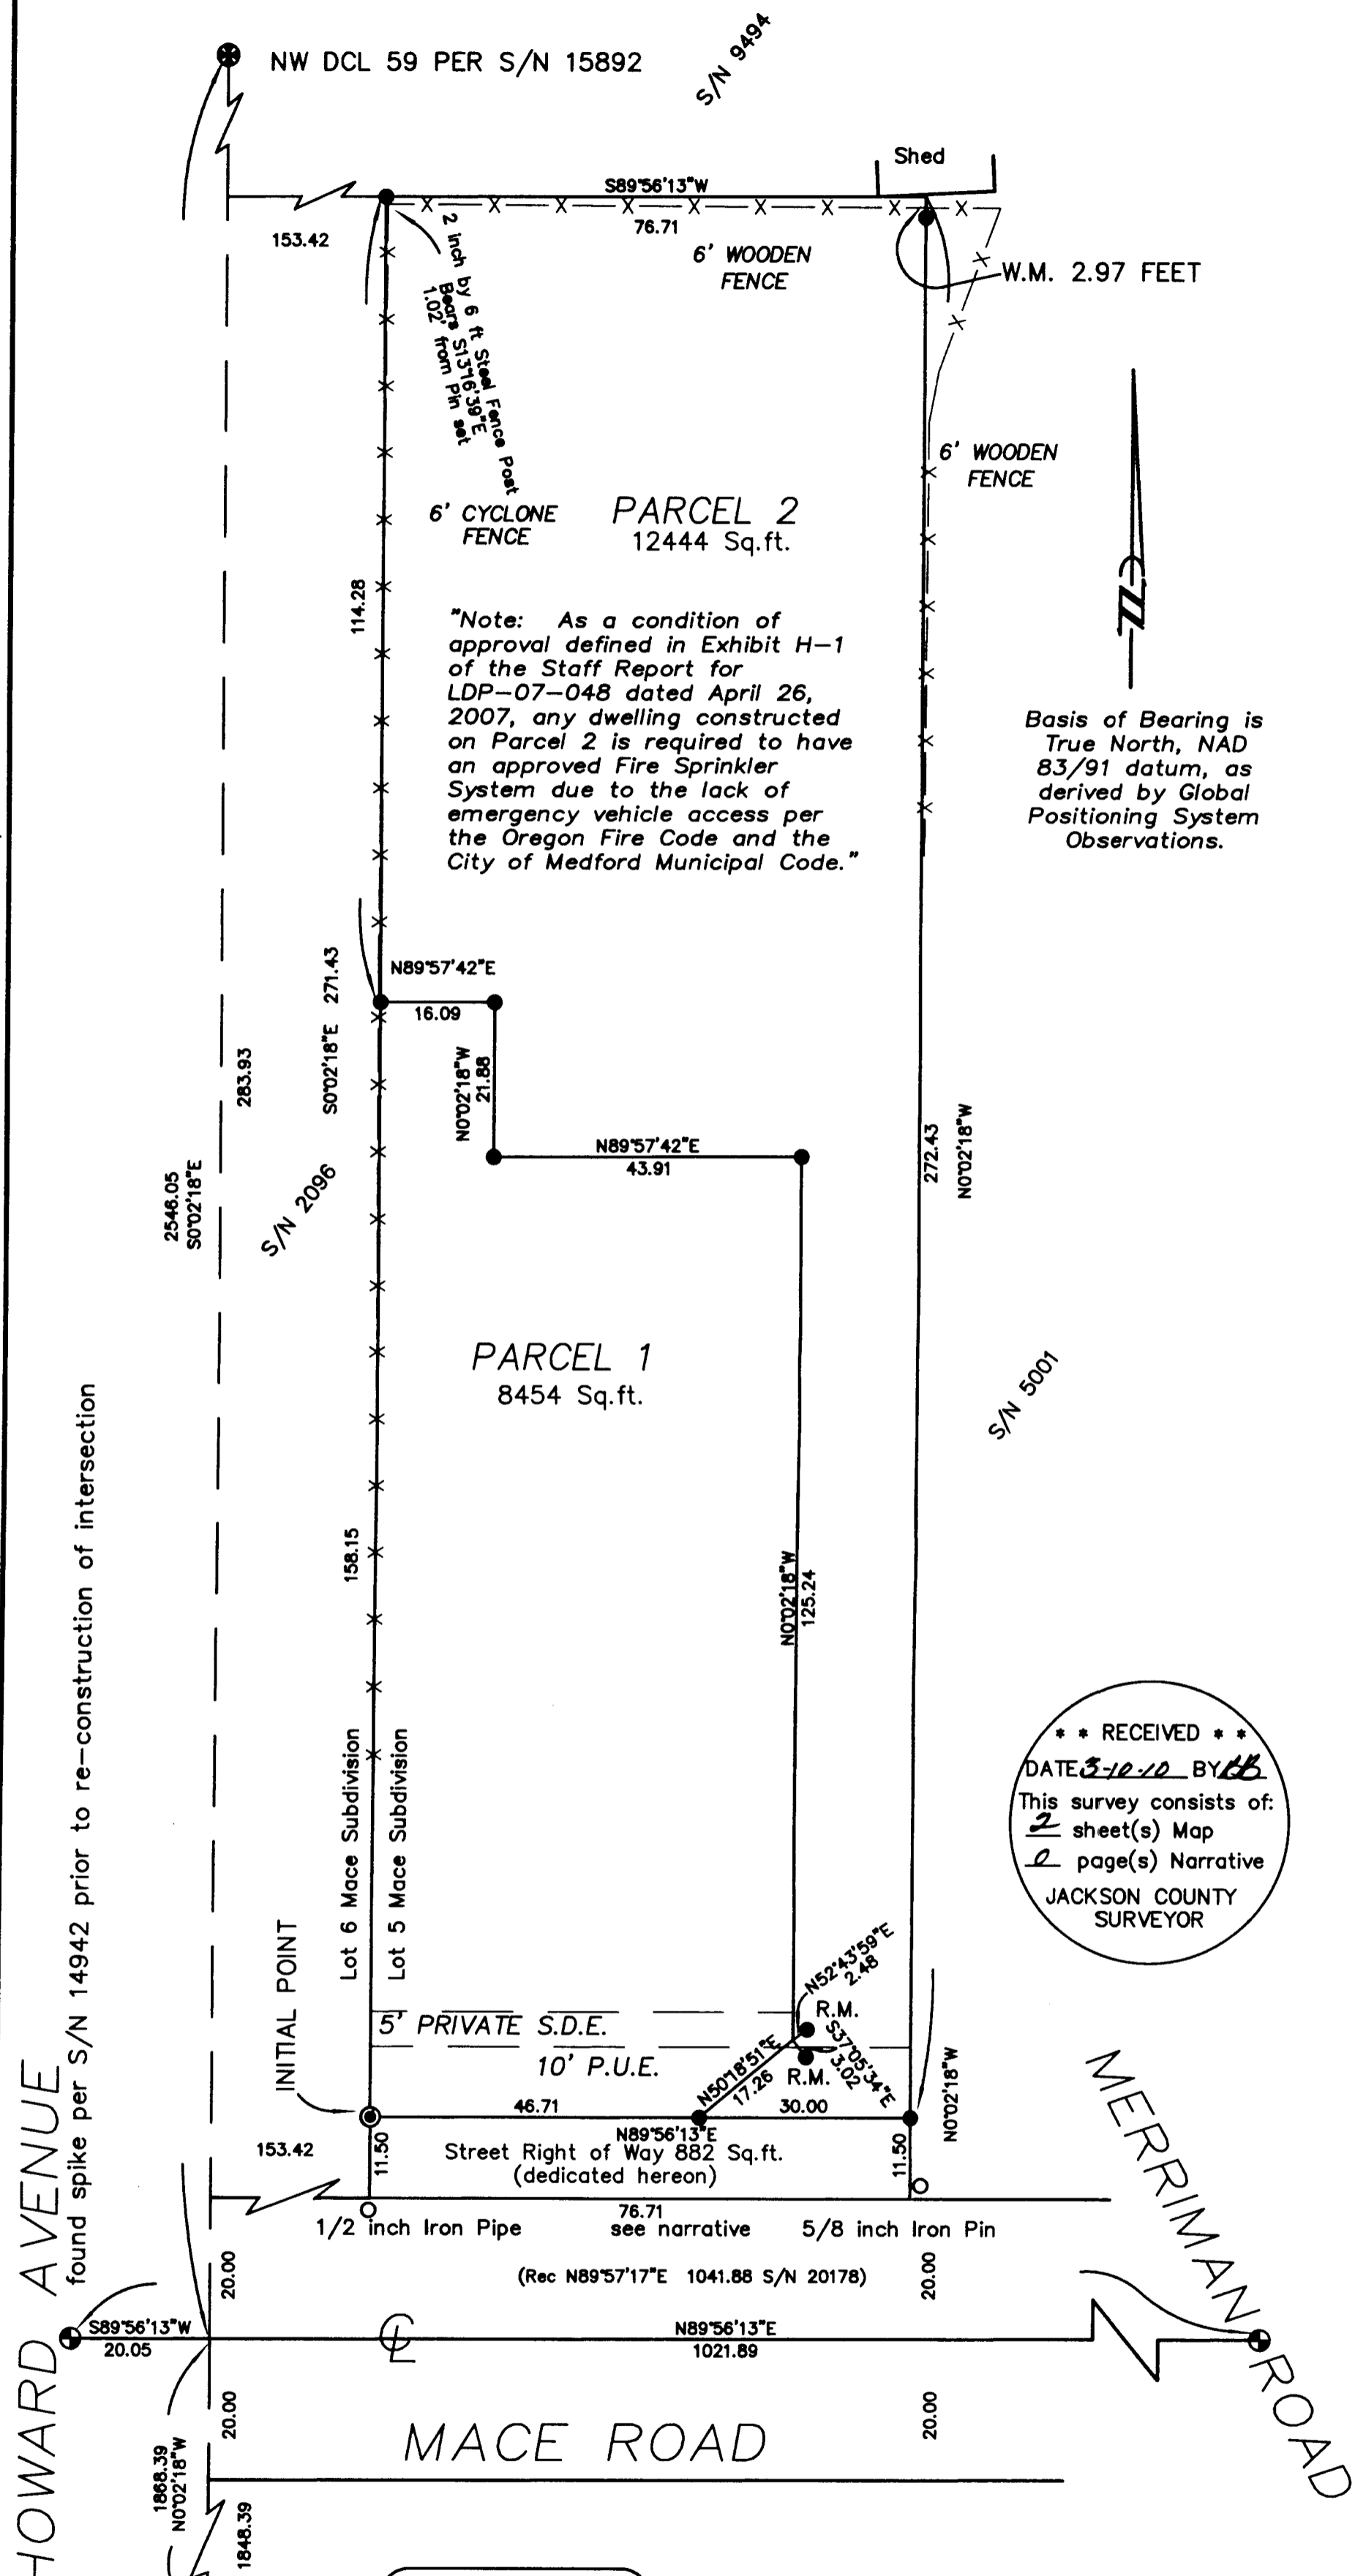 NW DCL 59 PER S/N 15892
S/N 9494
Shed
S89°56'13"W
76.71
153.42
6' WOODEN
FENCE
W.M. 2.97 FEET
2 inch by 6 ft Steel Fence Post
Bears S13°16'39"E
1.02' from Pin set
6' WOODEN
FENCE
6' CYCLONE
FENCE
PARCEL 2
12444 Sq.ft.
114.28
"Note: As a condition of
approval defined in Exhibit H-1
of the Staff Report for
LDP-07-048 dated April 26,
2007, any dwelling constructed
on Parcel 2 is required to have
an approved Fire Sprinkler
System due to the lack of
emergency vehicle access per
the Oregon Fire Code and the
City of Medford Municipal Code."
Basis of Bearing is
True North, NAD
83/91 datum, as
derived by Global
Positioning System
Observations.
N89°57'42"E
16.09
S0°02'18"E 271.43
283.93
N0°02'18"W
21.88
N89°57'42"E
43.91
272.43
N0°02'18"W
2546.05
S0°02'18"E
S/N 2096
PARCEL 1
8454 Sq.ft.
S/N 5001
158.15
N0°02'18"W
125.24
found spike per S/N 14942 prior to re-construction of intersection
* * RECEIVED * *
DATE 3-10-10 BY BB
This survey consists of:
2 sheet(s) Map
0 page(s) Narrative
JACKSON COUNTY
SURVEYOR
Lot 6 Mace Subdivision
Lot 5 Mace Subdivision
INITIAL POINT
N52°43'59"E
2.48
R.M.
5' PRIVATE S.D.E.
S37°05'34"E
3.02
10' P.U.E.
N50°18'51"E
17.26
R.M.
46.71
30.00
N89°56'13"E
N0°02'18"W
153.42
11.50
Street Right of Way 882 Sq.ft.
(dedicated hereon)
11.50
76.71
1/2 inch Iron Pipe
see narrative
5/8 inch Iron Pin
20.00
(Rec N89°57'17"E 1041.88 S/N 20178)
20.00
S89°56'13"W
20.05
CL
N89°56'13"E
1021.89
MERRIMAN ROAD
HOWARD AVENUE
20.00
MACE ROAD
20.00
1868.39
N0°02'18"W
1848.39